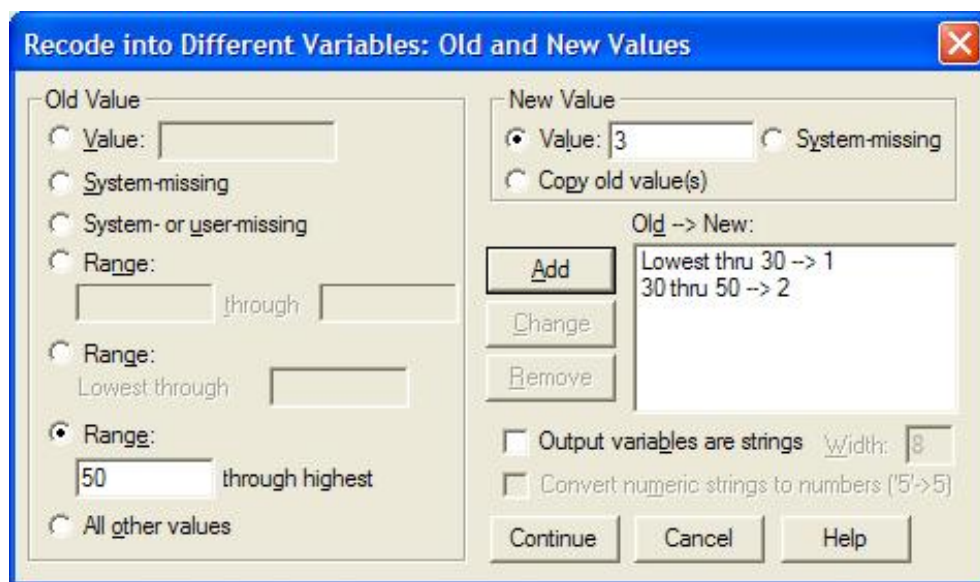 Recode into Different Variables: Old and New Values
Old Value
Value:
System-missing
System- or user-missing
Range:
through
Range:
Lowest through
Range:
50 through highest
All other values
New Value
Value: 3 System-missing
Copy old value(s)
Old --> New:
Add
Change
Remove
Lowest thru 30 --> 1
30 thru 50 --> 2
Output variables are strings Width: 8
Convert numeric strings to numbers ('5'->5)
Continue Cancel Help